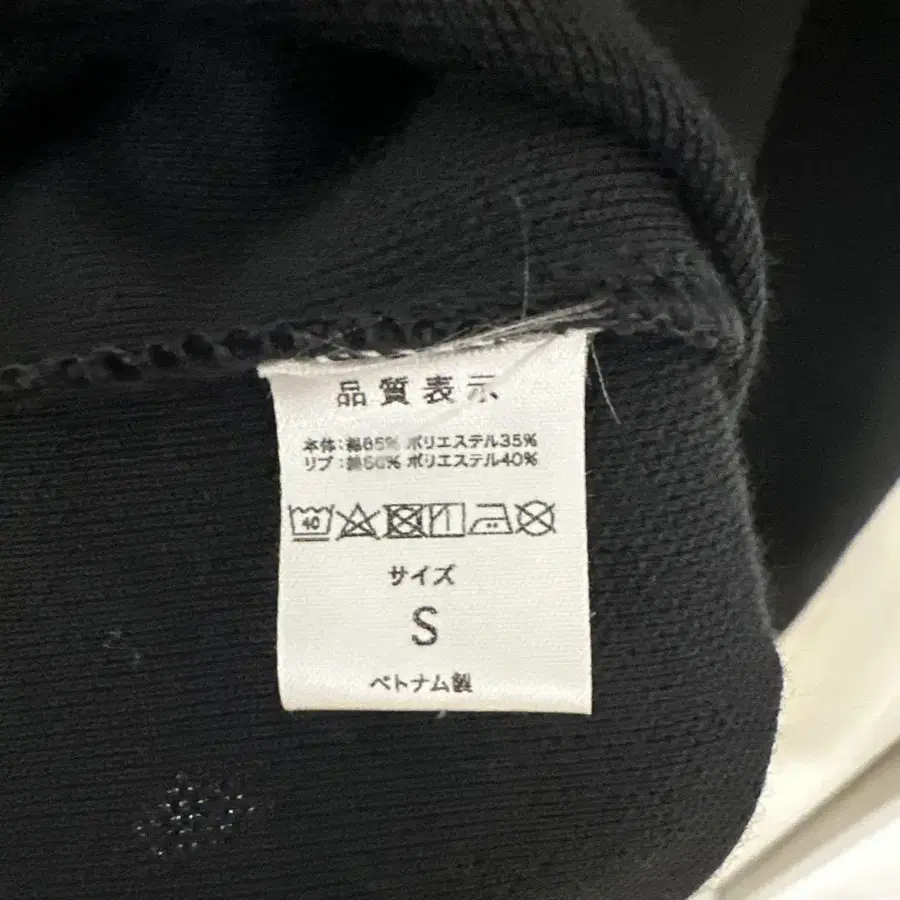 品質表示
本体:綿65% ポリエステル35%
リブ:綿60% ポリエステル40%
40
サイズ
S
ベトナム製